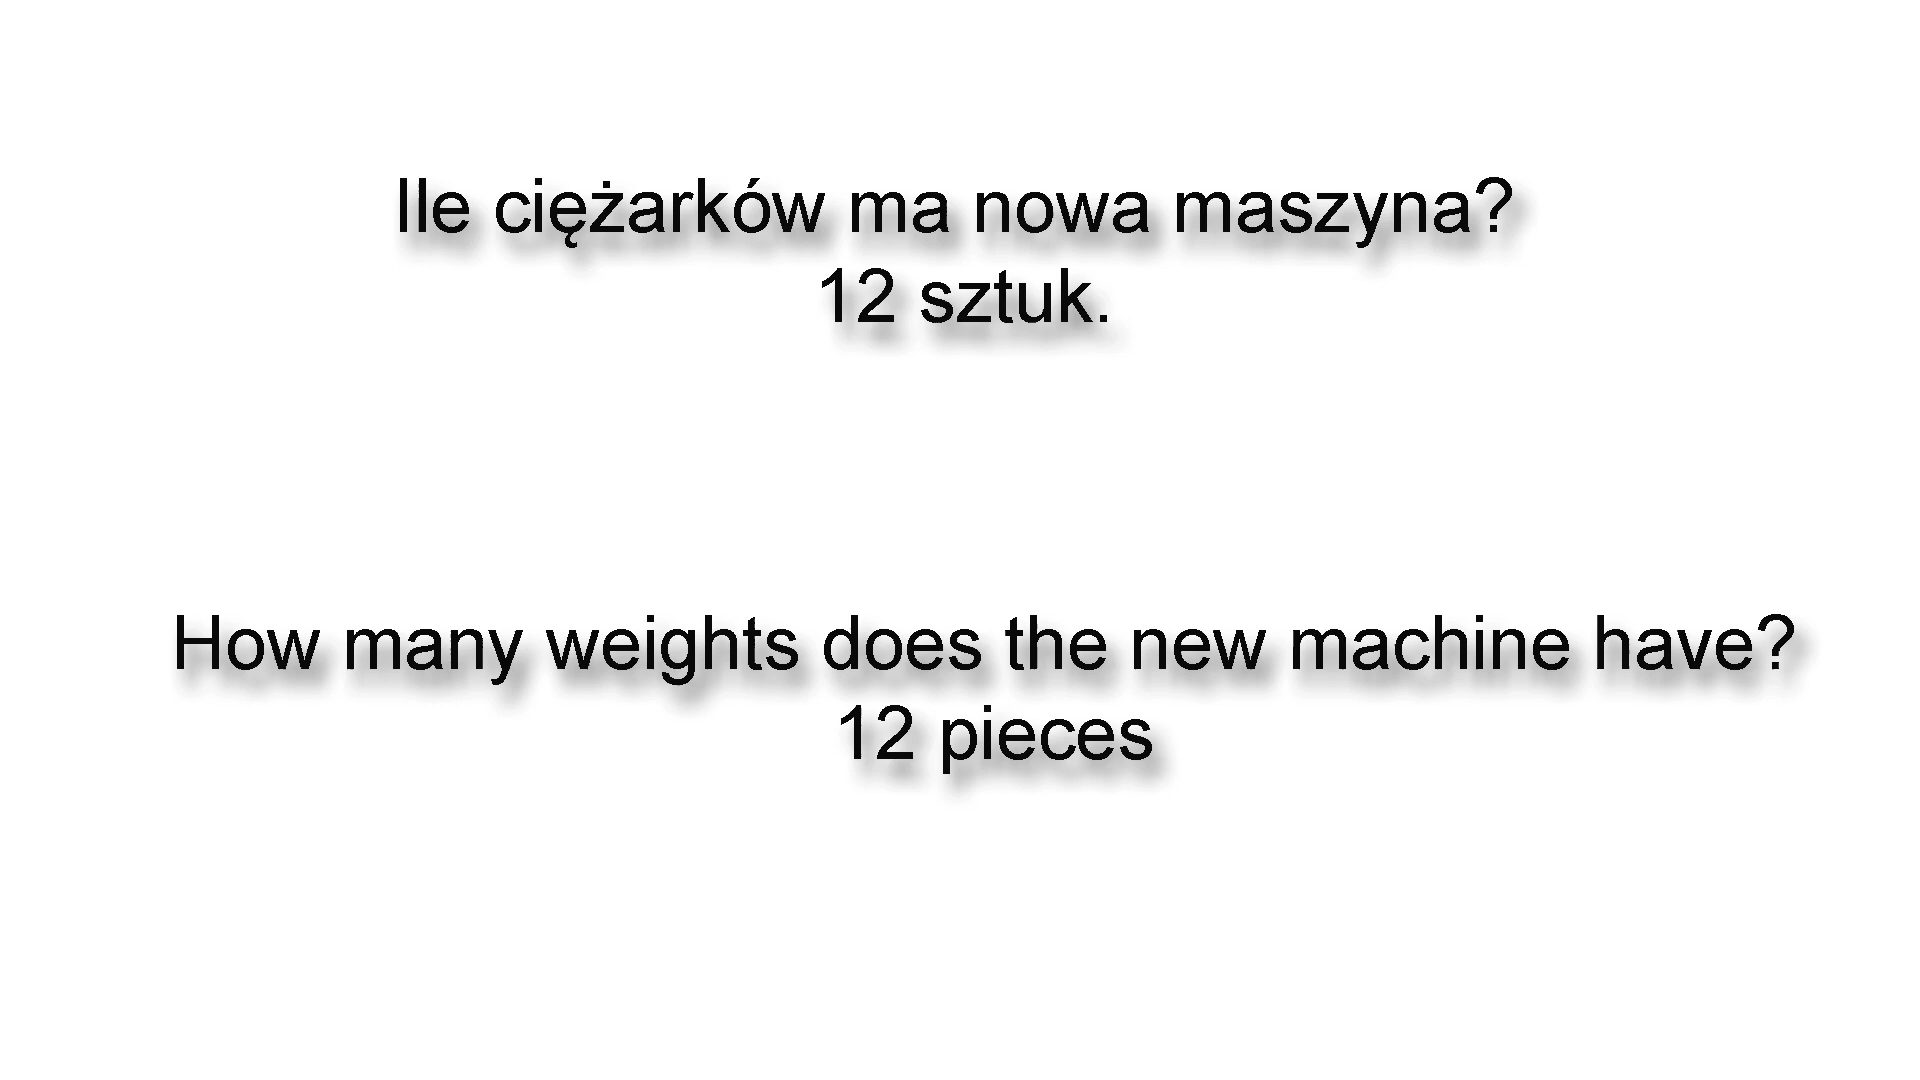 Ile ciężarków ma nowa maszyna?
12 sztuk.
How many weights does the new machine have?
12 pieces